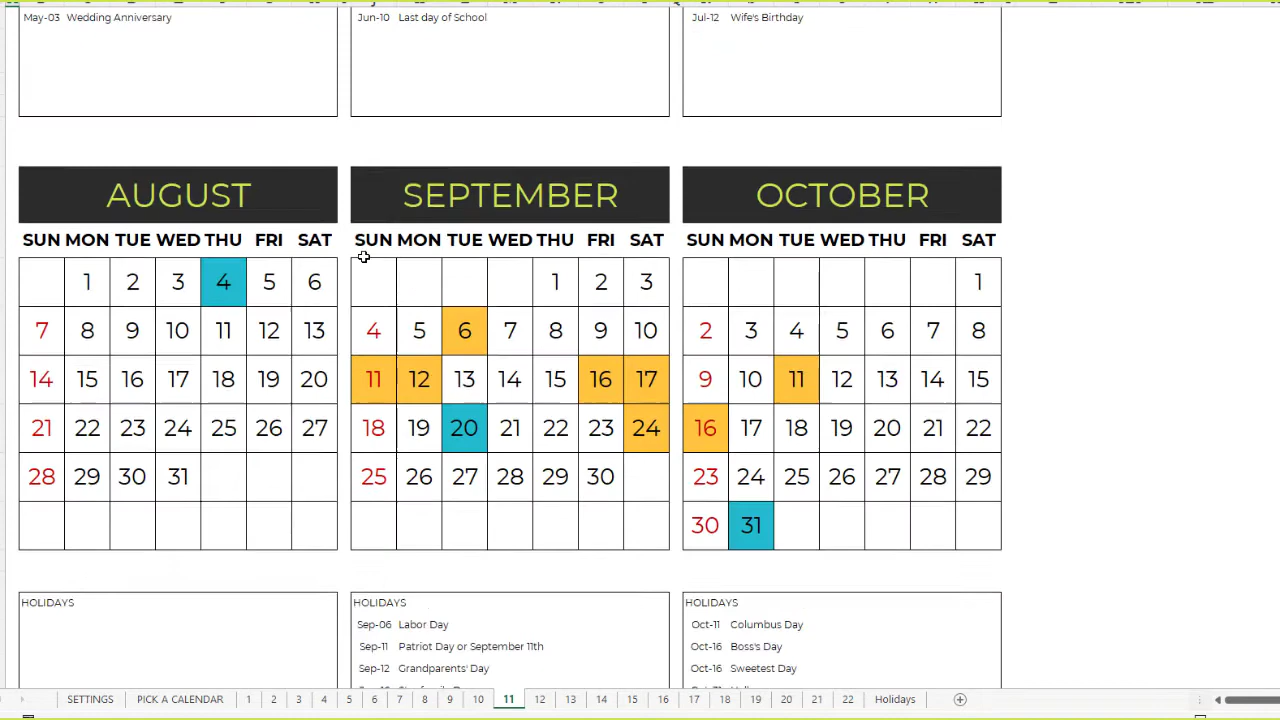 May-03 Wedding Anniversary
Jun-10 Last day of School
Jul-12 Wife's Birthday
AUGUST
SUN MON TUE WED THU FRI SAT
1 2 3 4 5 6
7 8 9 10 11 12 13
14 15 16 17 18 19 20
21 22 23 24 25 26 27
28 29 30 31
HOLIDAYS
SEPTEMBER
SUN MON TUE WED THU FRI SAT
1 2 3
4 5 6 7 8 9 10
11 12 13 14 15 16 17
18 19 20 21 22 23 24
25 26 27 28 29 30
HOLIDAYS
Sep-06 Labor Day
Sep-11 Patriot Day or September 11th
Sep-12 Grandparents' Day
OCTOBER
SUN MON TUE WED THU FRI SAT
1
2 3 4 5 6 7 8
9 10 11 12 13 14 15
16 17 18 19 20 21 22
23 24 25 26 27 28 29
30 31
HOLIDAYS
Oct-11 Columbus Day
Oct-16 Boss's Day
Oct-16 Sweetest Day
SETTINGS PICK A CALENDAR 1 2 3 4 5 6 7 8 9 10 11 12 13 14 15 16 17 18 19 20 21 22 Holidays